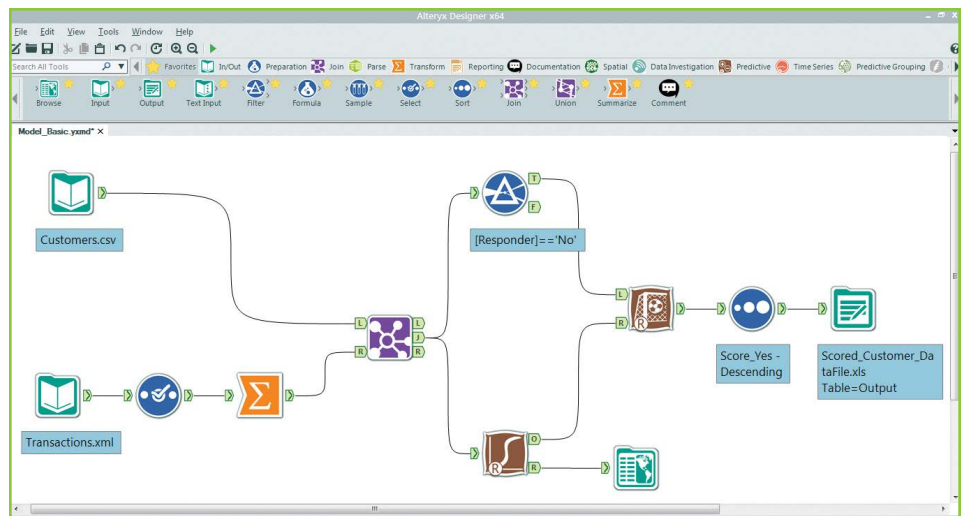 Alteryx Designer x64
File Edit View Tools Window Help
Search All Tools Favorites In/Out Preparation Join Parse Transform Reporting Documentation Spatial Data Investigation Predictive Time Series Predictive Grouping
Browse Input Output Text Input Filter Formula Sample Select Sort Join Union Summarize Comment
Model_Basic.yxmd* X
T
F
Customers.csv
[Responder]=='No'
L
L L
J
R R
R
R
Score_Yes -
Descending
Scored_Customer_Da
taFile.xls
Table=Output
Transactions.xml
O
R
R